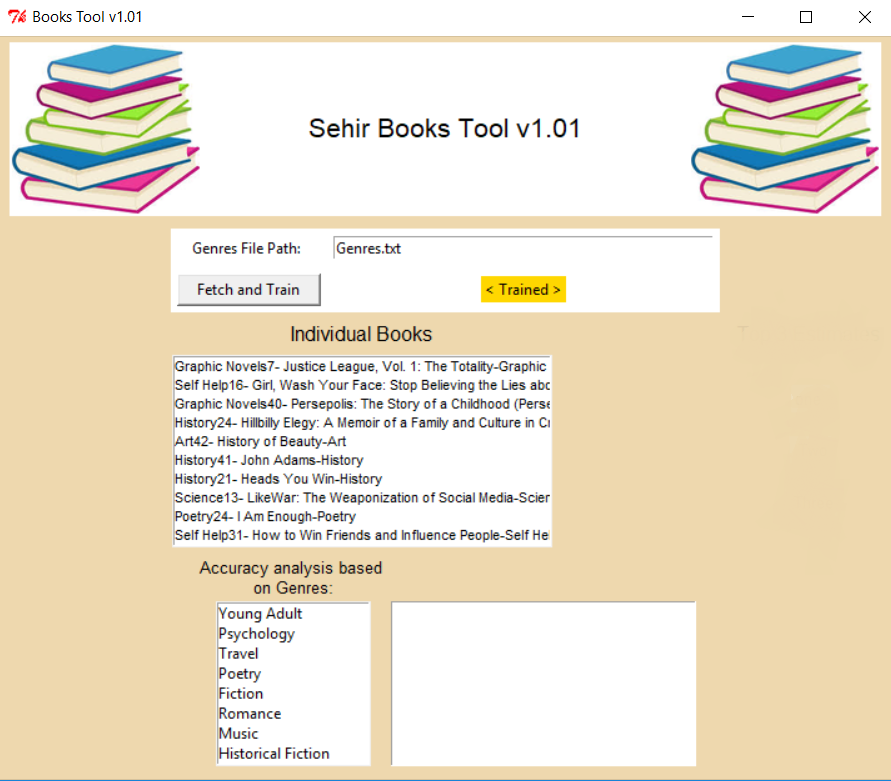 Books Tool v1.01
Sehir Books Tool v1.01
Genres File Path:
Genres.txt
Fetch and Train
< Trained >
Individual Books
Graphic Novels7- Justice League, Vol. 1: The Totality-Graphic
Self Help16- Girl, Wash Your Face: Stop Believing the Lies abo
Graphic Novels40- Persepolis: The Story of a Childhood (Perse
History24- Hillbilly Elegy: A Memoir of a Family and Culture in Cr
Art42- History of Beauty-Art
History41- John Adams-History
History21- Heads You Win-History
Science13- LikeWar: The Weaponization of Social Media-Scien
Poetry24- I Am Enough-Poetry
Self Help31- How to Win Friends and Influence People-Self Hel
Accuracy analysis based
on Genres:
Young Adult
Psychology
Travel
Poetry
Fiction
Romance
Music
Historical Fiction